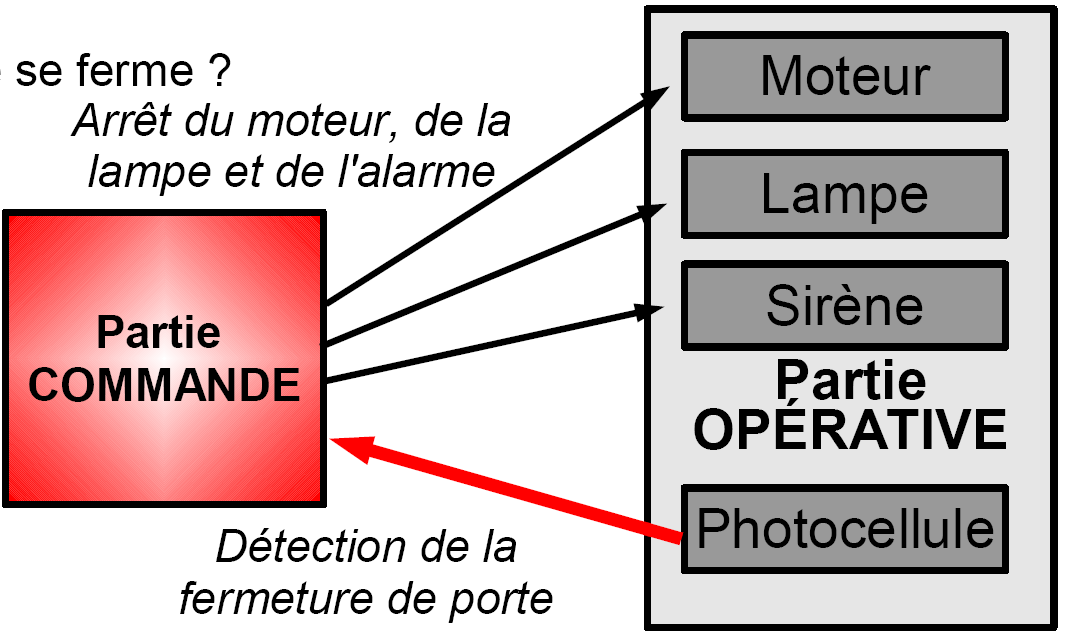 se ferme ?
Arrêt du moteur, de la
lampe et de l'alarme
Partie
COMMANDE
Moteur
Lampe
Sirène
Partie
OPÉRATIVE
Photocellule
Détection de la
fermeture de porte